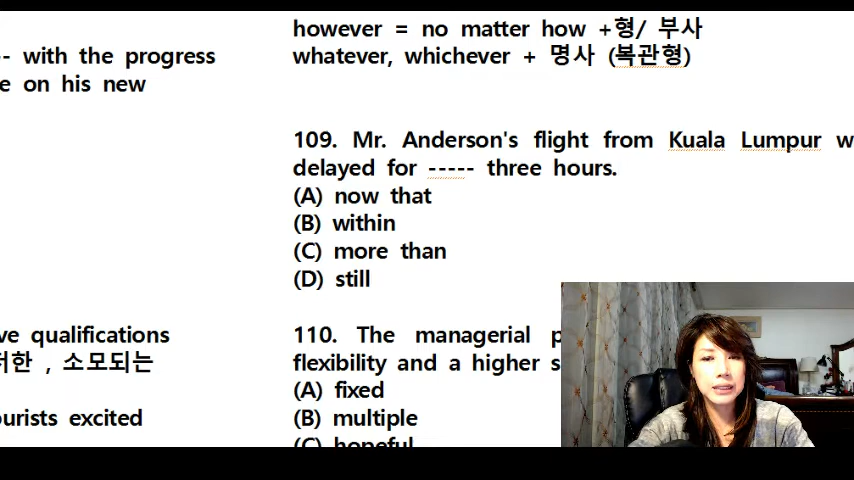 however = no matter how +형/ 부사
whatever, whichever + 명사 (복관형)
-- with the progress
e on his new
109. Mr. Anderson's flight from Kuala Lumpur w
delayed for ----- three hours.
(A) now that
(B) within
(C) more than
(D) still
ve qualifications
한 , 소모되는
ourists excited
110. The managerial p
flexibility and a higher s
(A) fixed
(B) multiple
(C) hopeful